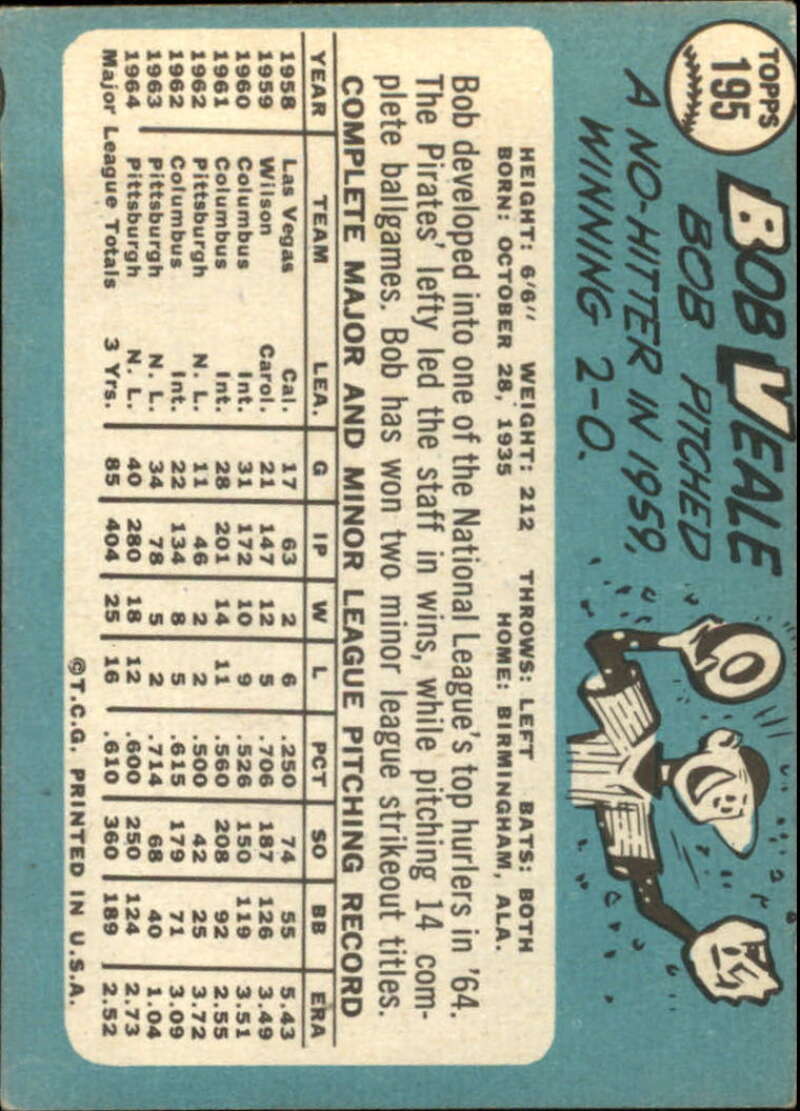 TOPPS
195
BOB VEALE
BOB PITCHED
A NO-HITTER IN 1959,
WINNING 2-0.
HEIGHT: 6'6" WEIGHT: 212 THROWS: LEFT BATS: BOTH
BORN: OCTOBER 28, 1935 HOME: BIRMINGHAM, ALA.
Bob developed into one of the National League's top hurlers in '64.
The Pirates' lefty led the staff in wins, while pitching 14 com-
plete ballgames. Bob has won two minor league strikeout titles.
COMPLETE MAJOR AND MINOR LEAGUE PITCHING RECORD
YEAR TEAM LEA. G IP W L PCT SO BB ERA
1958 Las Vegas Cal. 17 63 2 6 .250 74 55 5.43
1959 Wilson Carol. 21 147 12 5 .706 187 126 3.49
1960 Columbus Int. 31 172 10 9 .526 150 119 3.51
1961 Columbus Int. 28 201 14 11 .560 208 92 2.55
1962 Pittsburgh N. L. 11 46 2 2 .500 42 25 3.72
1962 Columbus Int. 22 134 8 5 .615 179 71 3.09
1963 Pittsburgh N. L. 34 78 5 2 .714 68 40 1.04
1964 Pittsburgh N. L. 40 280 18 12 .600 250 124 2.73
Major League Totals 3 Yrs. 85 404 25 16 .610 360 189 2.52
©T.C.G. PRINTED IN U.S.A.